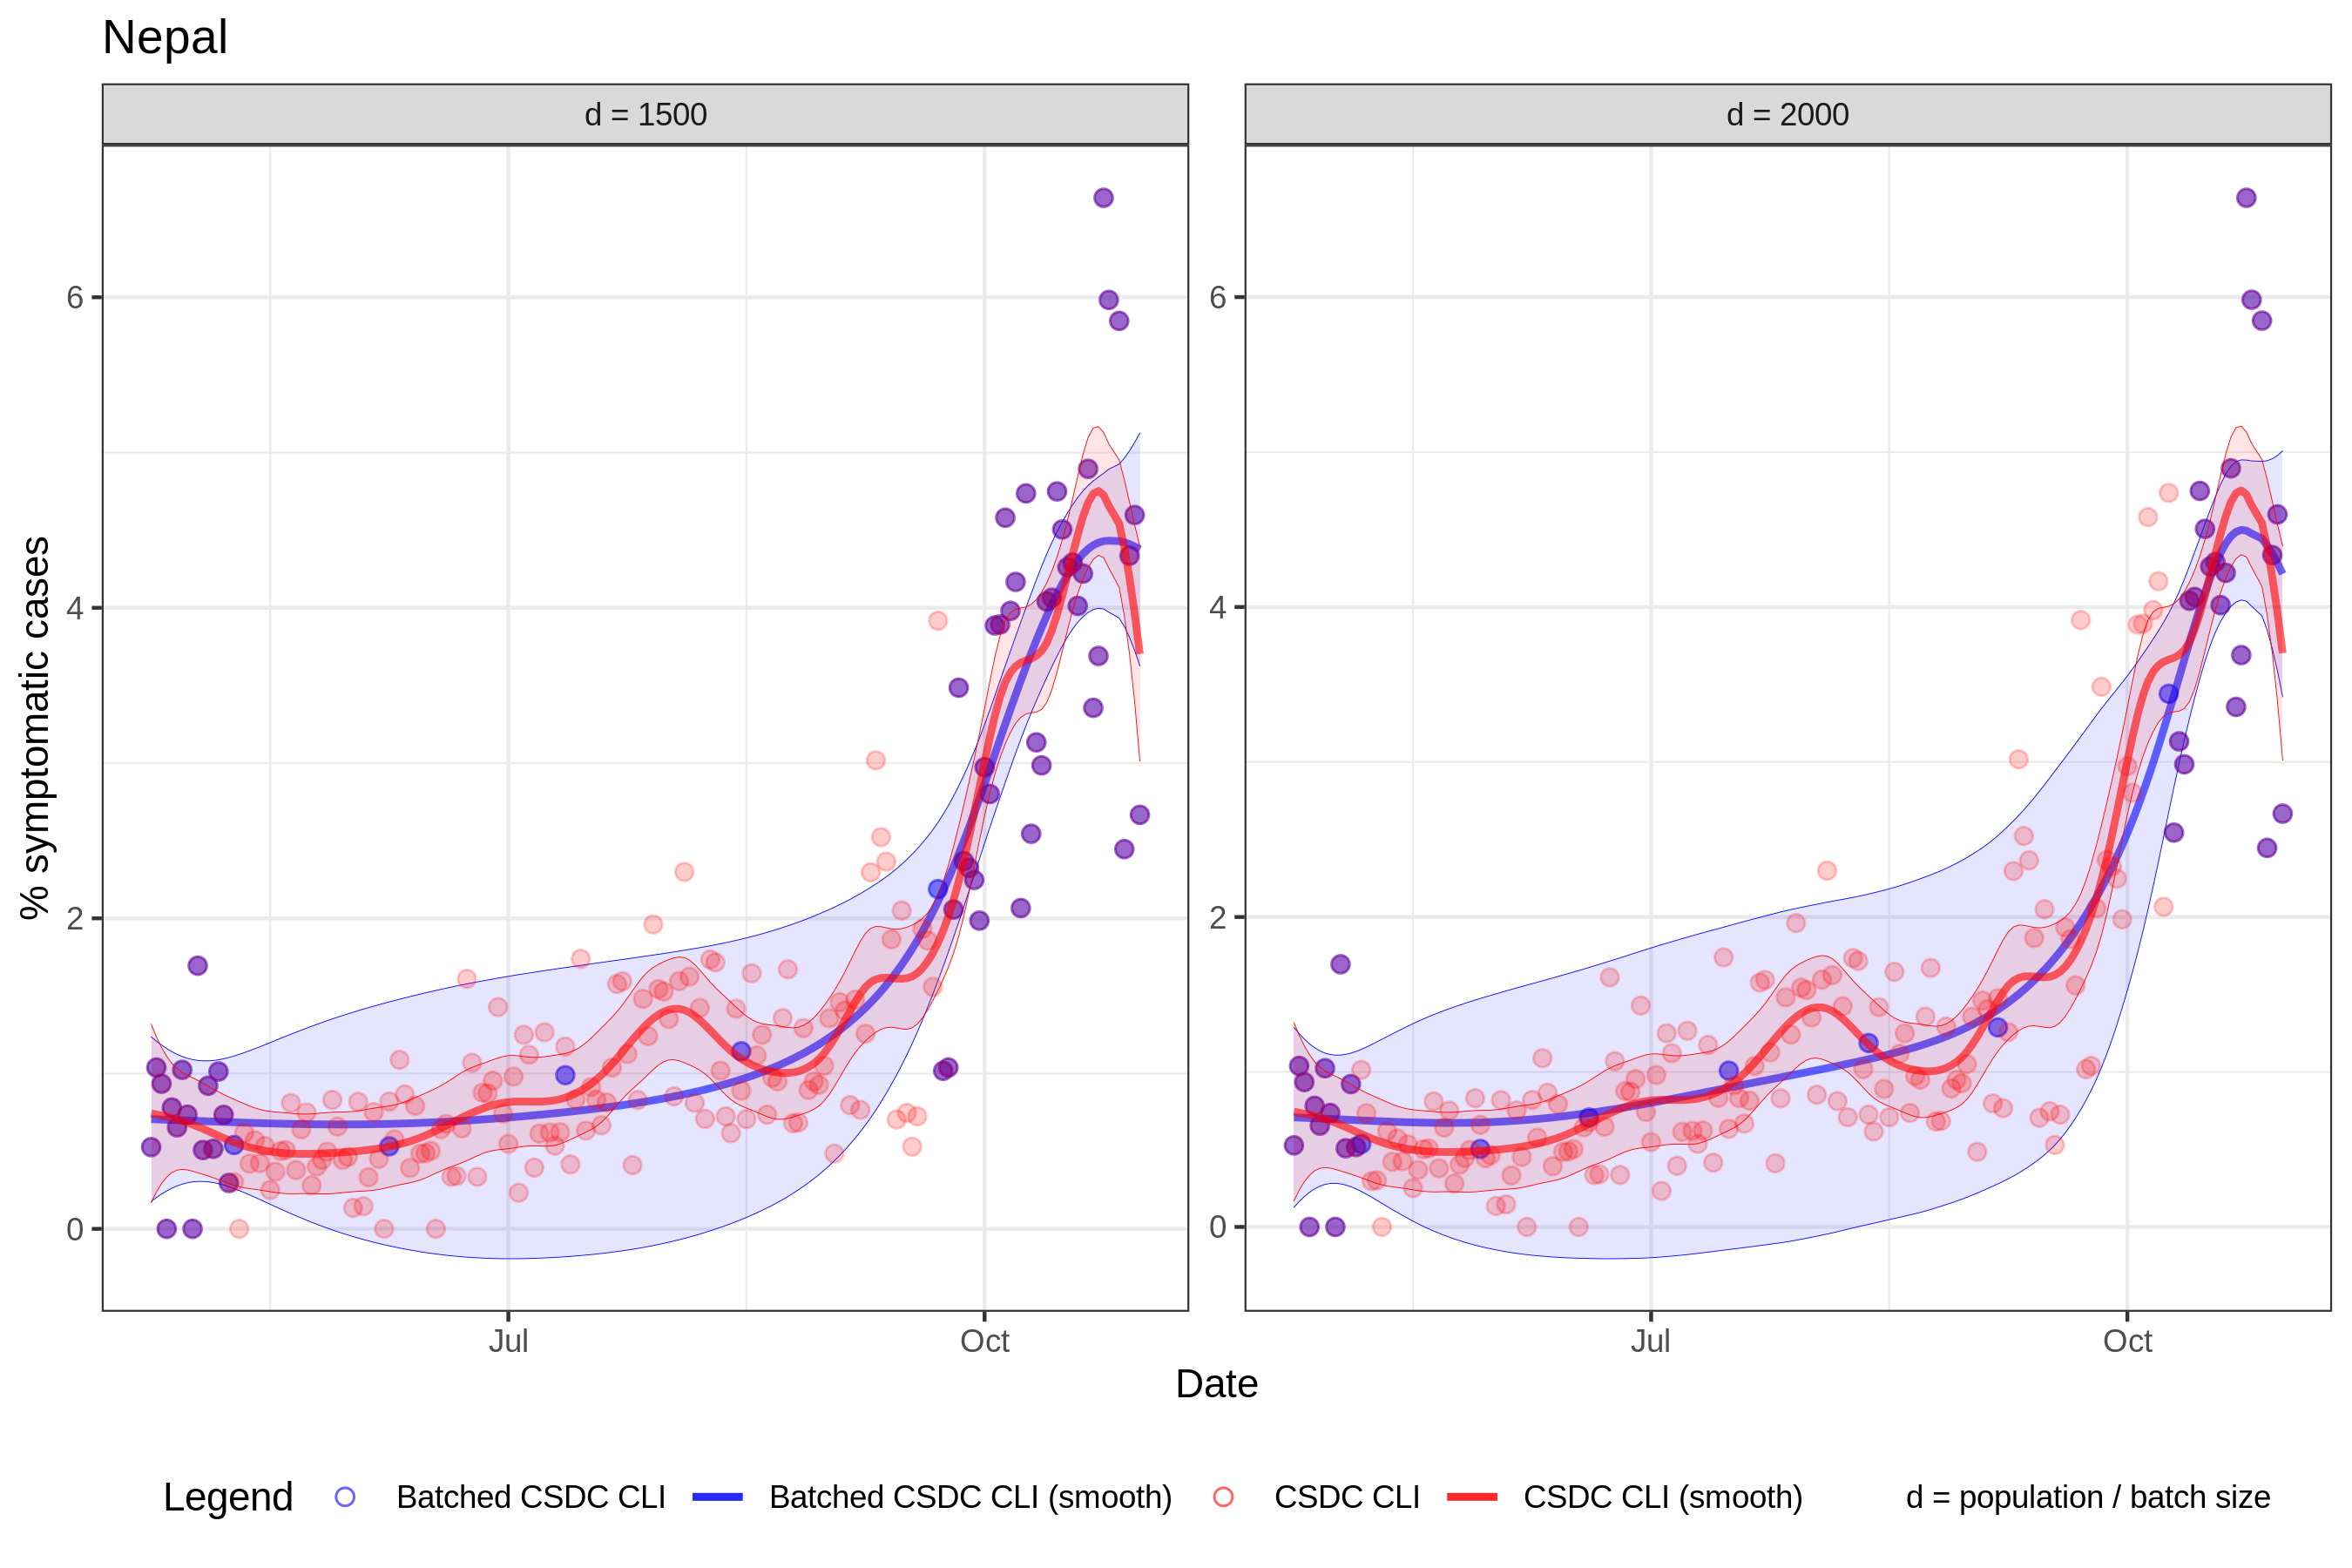 Nepal
d = 1500
d = 2000
% symptomatic cases
6
4
2
0
6
4
2
0
Jul
Oct
Jul
Oct
Date
Legend
Batched CSDC CLI
Batched CSDC CLI (smooth)
CSDC CLI
CSDC CLI (smooth)
d = population / batch size